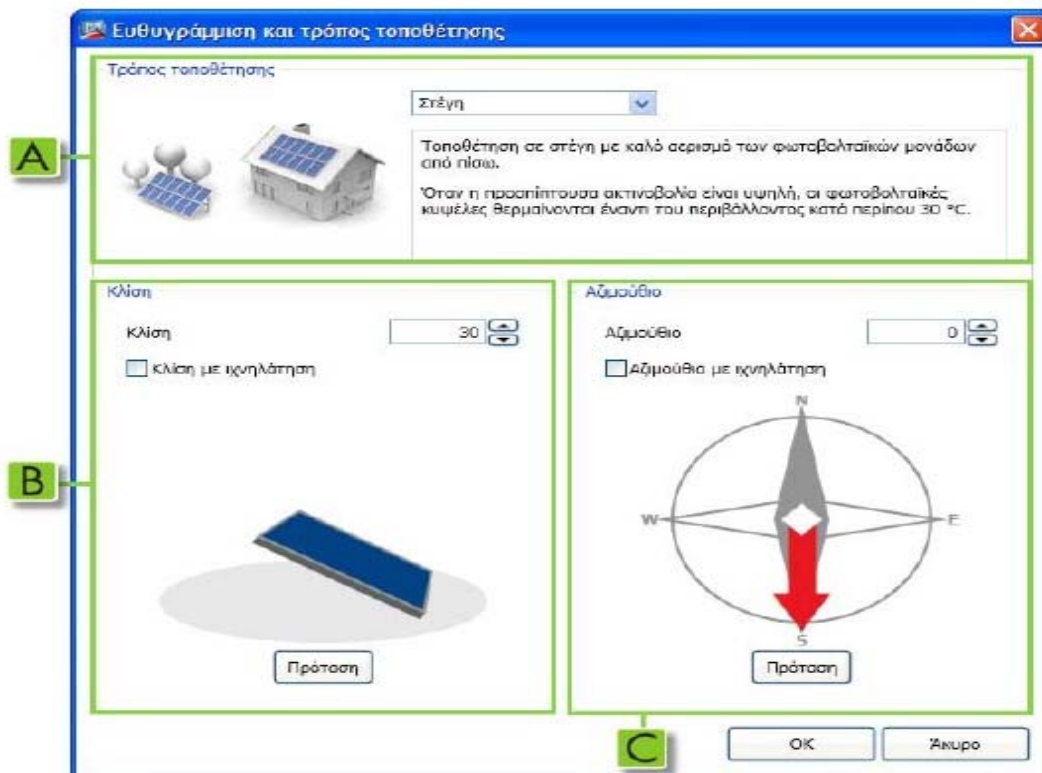 Ευθυγράμμιση και τρόπος τοποθέτησης
Τρόπος τοποθέτησης
A
Στέγη
Τοποθέτηση σε στέγη με καλό αερισμό των φωτοβολταϊκών μονάδων
από πίσω.
Όταν η προσπίπτουσα ακτινοβολία είναι υψηλή, οι φωτοβολταϊκές
κυψέλες θερμαίνονται έναντι του περιβάλλοντος κατά περίπου 30 °C.
Κλίση
Κλίση 30
Κλίση με ιχνηλάτηση
B
Πρόταση
Αζιμούθιο
Αζιμούθιο 0
Αζιμούθιο με ιχνηλάτηση
N
W E
S
Πρόταση
C
OK Άκυρο